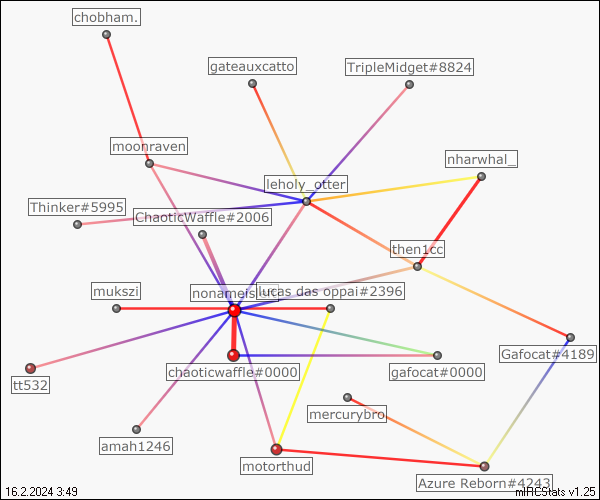 chobham.
gateauxcatto
TripleMidget#8824
moonraven
nharwhal_
leholy_otter
Thinker#5995
ChaoticWaffle#2006
then1cc
mukszi
lucas das oppai#2396
Gafocat#4189
chaoticwaffle#0000
gafocat#0000
tt532
mercurybro
amah1246
motorthud
Azure Reborn#4243
16.2.2024 3:49
mIRCStats v1.25